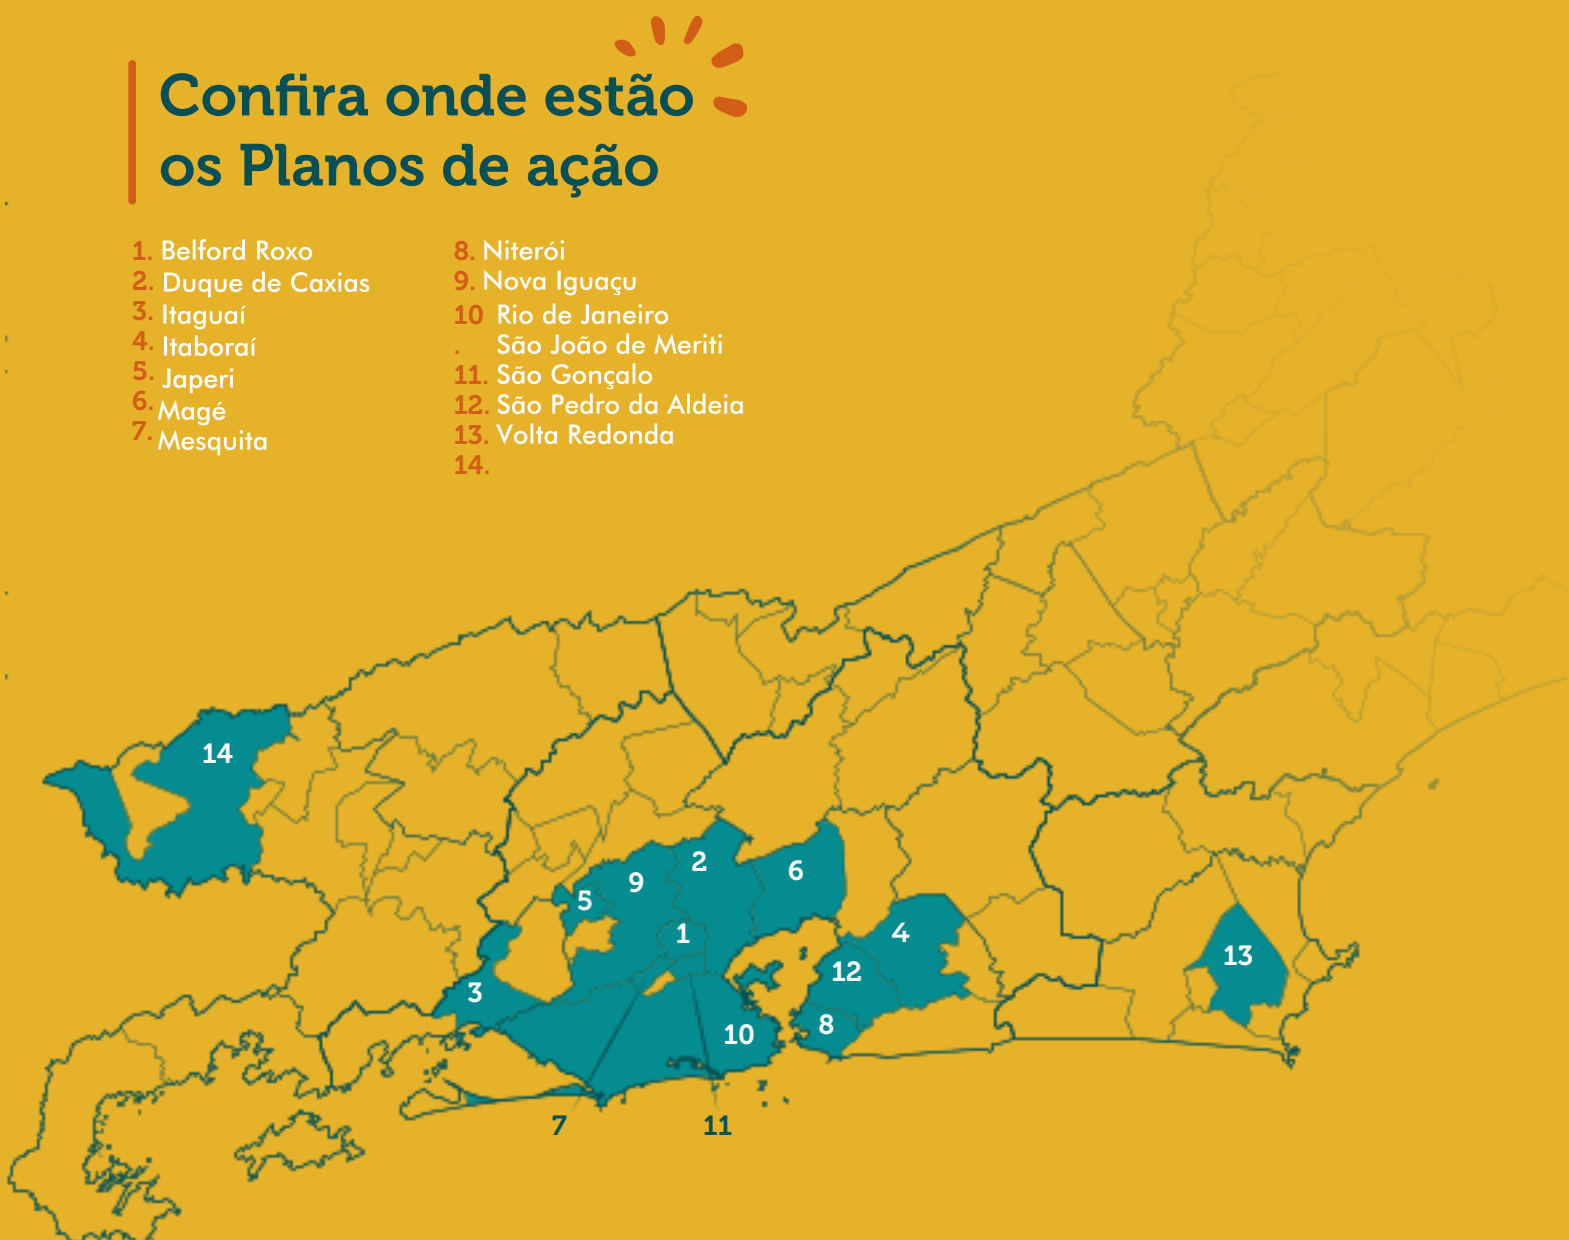 Confira onde estão
os Planos de ação
1. Belford Roxo
2. Duque de Caxias
3. Itaguaí
4. Itaboraí
5. Japeri
6. Magé
7. Mesquita
8. Niterói
9. Nova Iguaçu
10 Rio de Janeiro
. São João de Meriti
11. São Gonçalo
12. São Pedro da Aldeia
13. Volta Redonda
14.
14
2
6
9
5
1
4
13
12
3
8
10
7
11